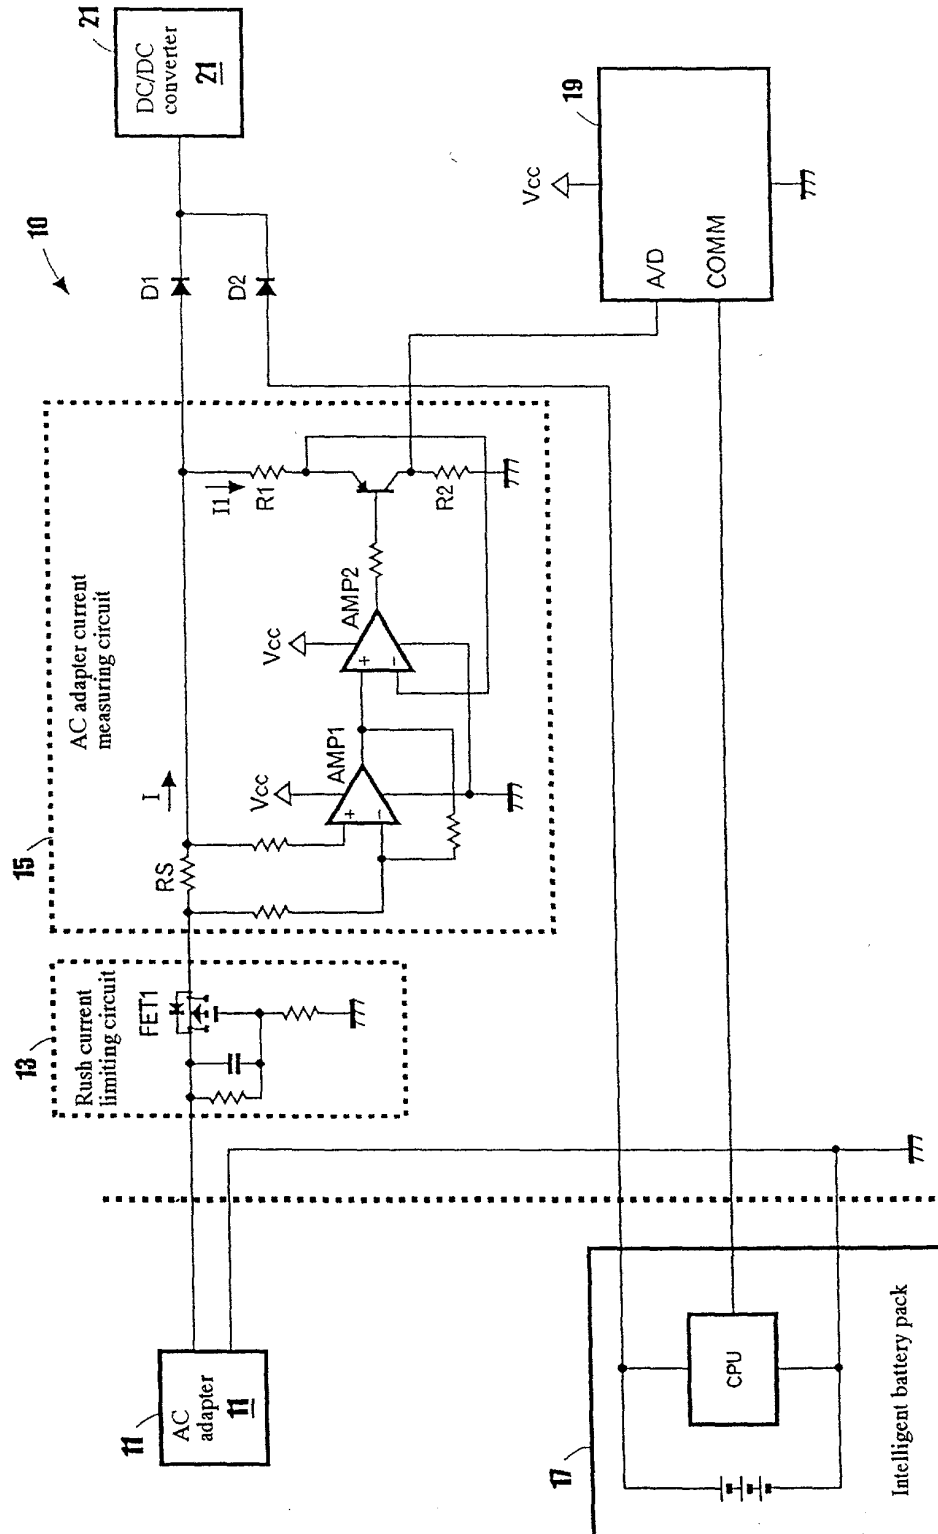 10
11
AC
adapter
11
13
Rush current
limiting circuit
FET1
15
AC adapter current
measuring circuit
RS
I
Vcc
AMP1
+
−
Vcc
AMP2
+
−
I1
R1
R2
D1
D2
21
DC/DC
converter
21
17
CPU
Intelligent battery pack
19
Vcc
A/D
COMM